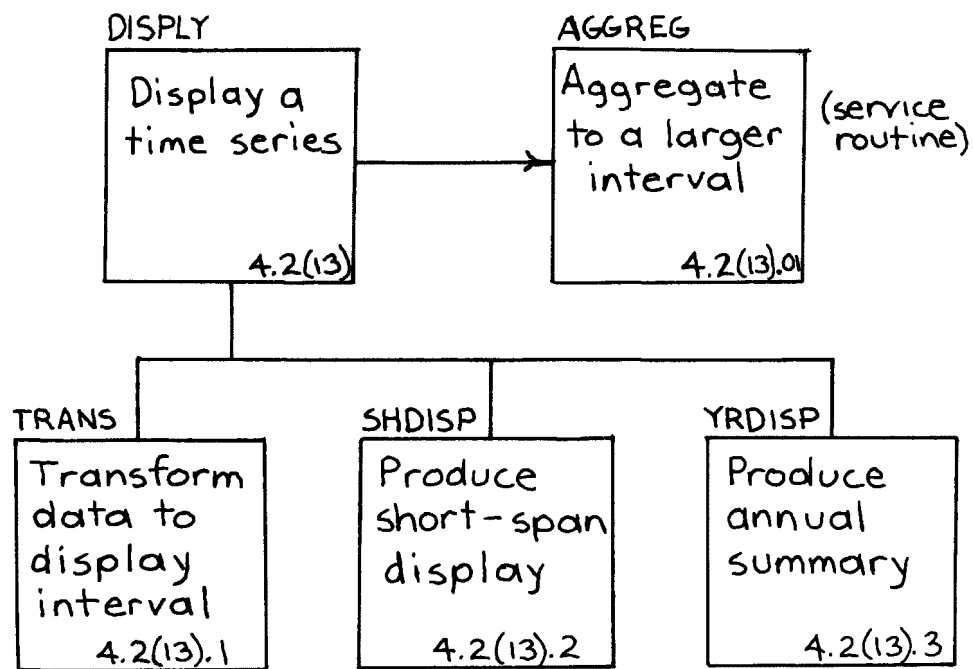 DISPLY
Display a
time series
4.2(13)
AGGREG
Aggregate
to a larger
interval
4.2(13).01
(service
routine)
TRANS
Transform
data to
display
interval
4.2(13).1
SHDISP
Produce
short-span
display
4.2(13).2
YRDISP
Produce
annual
summary
4.2(13).3